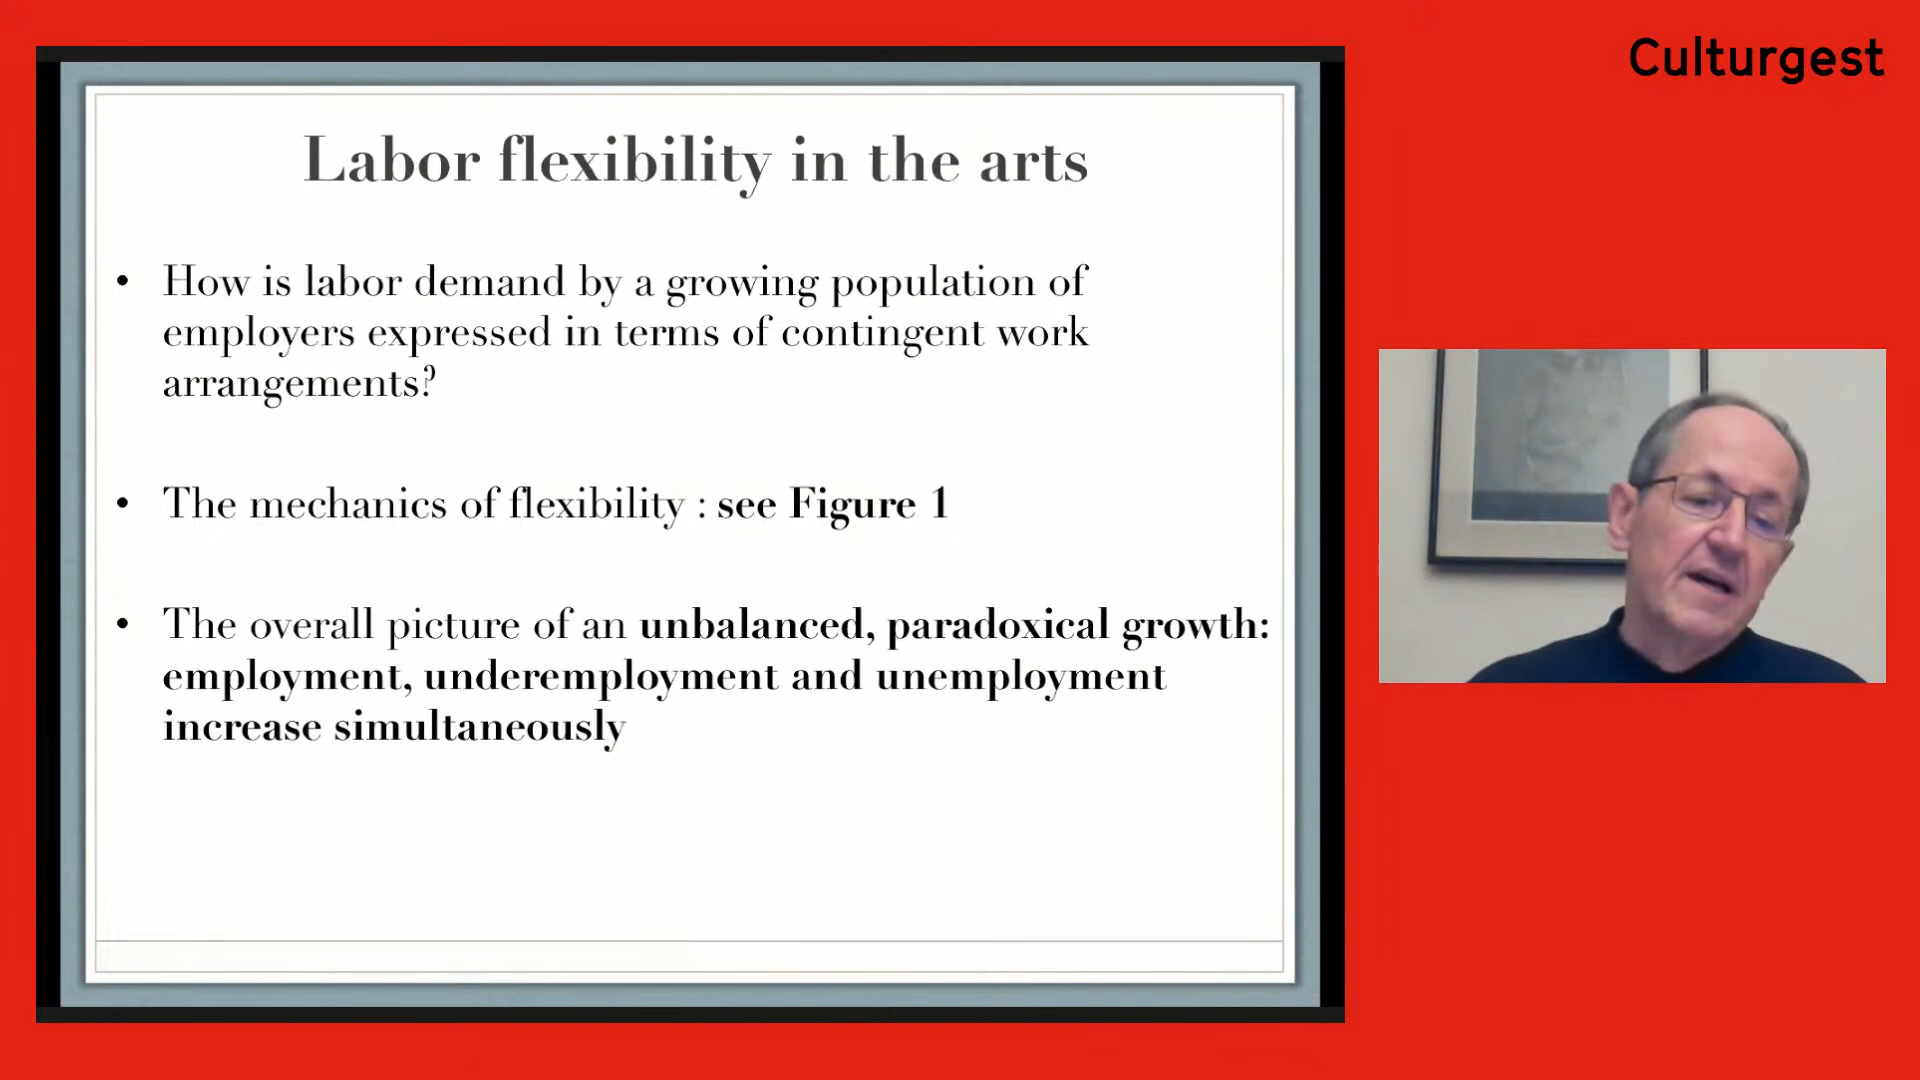 Culturgest
Labor flexibility in the arts
• How is labor demand by a growing population of
employers expressed in terms of contingent work
arrangements?
• The mechanics of flexibility : see Figure 1
• The overall picture of an unbalanced, paradoxical growth:
employment, underemployment and unemployment
increase simultaneously